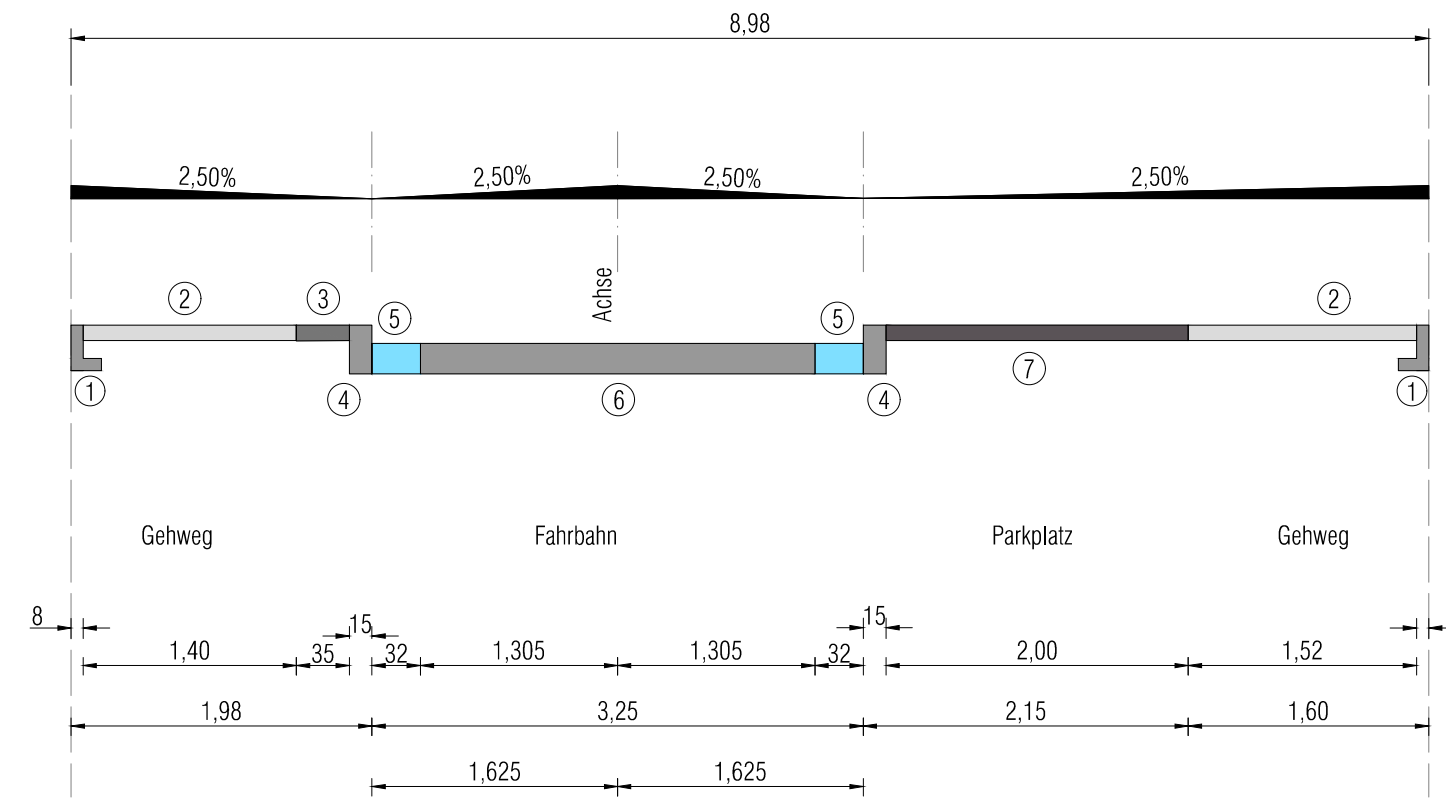 8,98
2,50% 2,50% 2,50% 2,50%
Achse
2 3 5 5 2
1 4 6 4 7 1
Gehweg Fahrbahn Parkplatz Gehweg
8 15 15
1,40 35 32 1,305 1,305 32 2,00 1,52
1,98 3,25 2,15 1,60
1,625 1,625